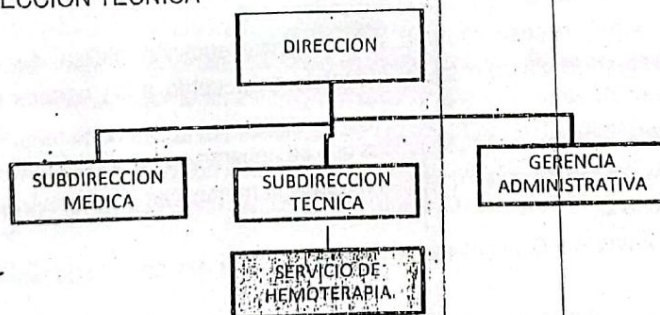 DIRECCION
SUBDIRECCION
MEDICA
SUBDIRECCION
TECNICA
GERENCIA
ADMINISTRATIVA
SERVICIO DE
HEMOTERAPIA